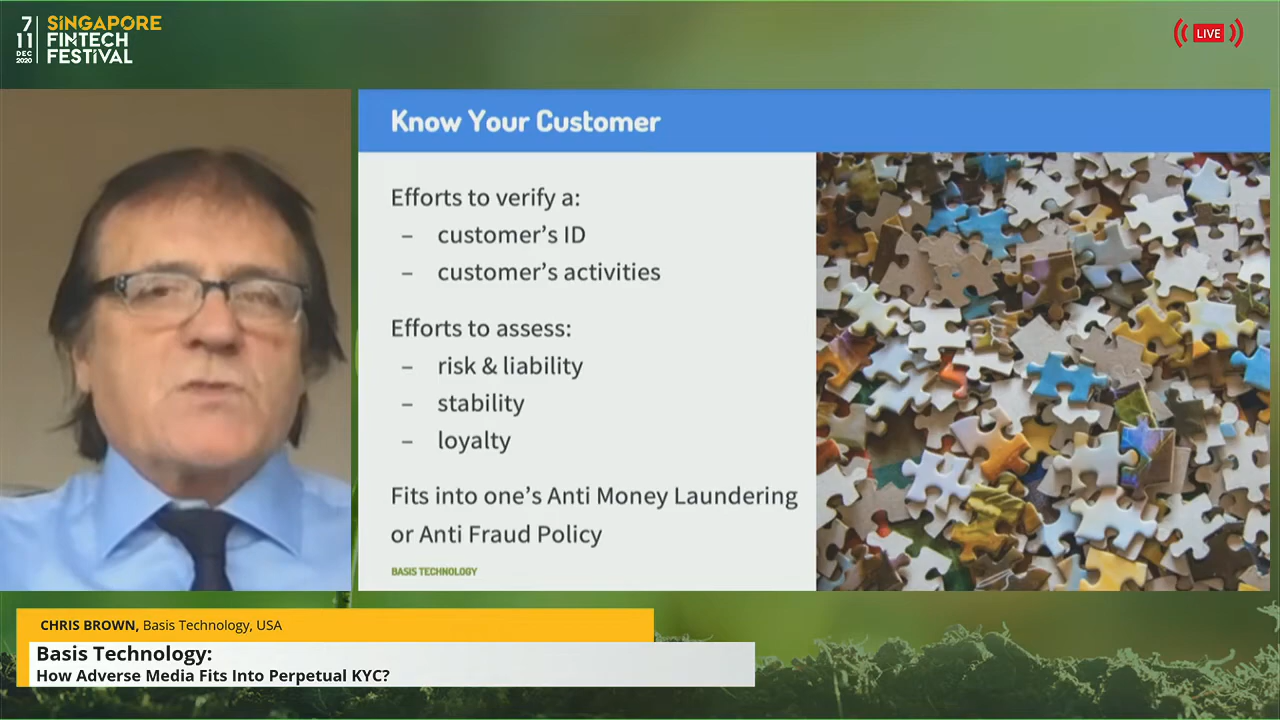 7
11
DEC
2020
SiNGAPORE
FiNTECH
FESTiVAL
LIVE
Know Your Customer
Efforts to verify a:
– customer’s ID
– customer’s activities
Efforts to assess:
– risk & liability
– stability
– loyalty
Fits into one’s Anti Money Laundering
or Anti Fraud Policy
BASIS TECHNOLOGY
CHRIS BROWN, Basis Technology, USA
Basis Technology:
How Adverse Media Fits Into Perpetual KYC?